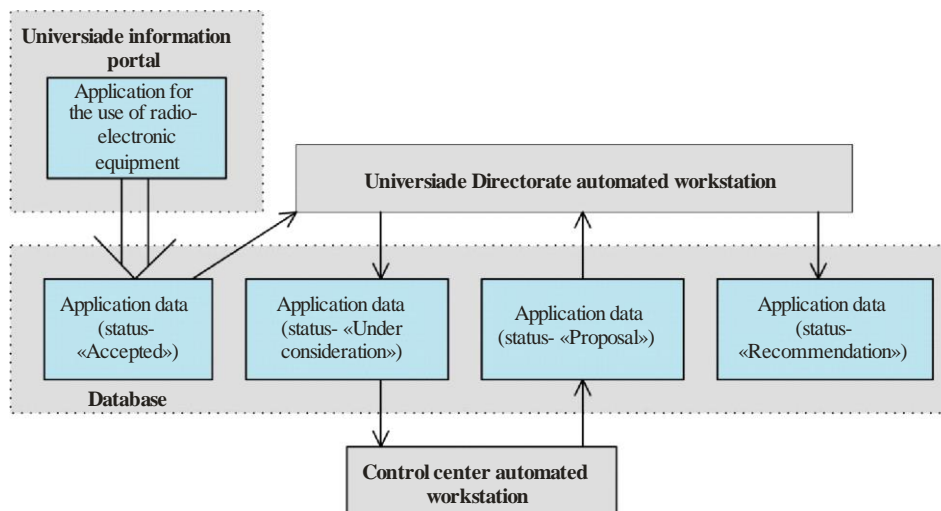 Universiade information
portal
Application for
the use of radio-
electronic
equipment
Universiade Directorate automated workstation
Application data
(status-
«Accepted»)
Application data
(status- «Under
consideration»)
Application data
(status- «Proposal»)
Application data
(status-
«Recommendation»)
Database
Control center automated
workstation